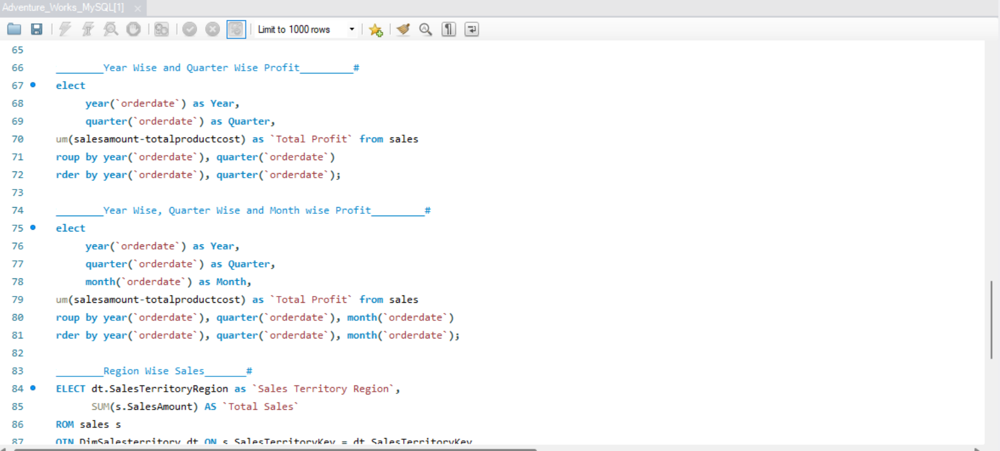 Adventure_Works_MySQL[1]
Limit to 1000 rows
65
66 ________Year Wise and Quarter Wise Profit_________#
67 elect
68 year(`orderdate`) as Year,
69 quarter(`orderdate`) as Quarter,
70 um(salesamount-totalproductcost) as `Total Profit` from sales
71 roup by year(`orderdate`), quarter(`orderdate`)
72 rder by year(`orderdate`), quarter(`orderdate`);
73
74 ________Year Wise, Quarter Wise and Month wise Profit_________#
75 elect
76 year(`orderdate`) as Year,
77 quarter(`orderdate`) as Quarter,
78 month(`orderdate`) as Month,
79 um(salesamount-totalproductcost) as `Total Profit` from sales
80 roup by year(`orderdate`), quarter(`orderdate`), month(`orderdate`)
81 rder by year(`orderdate`), quarter(`orderdate`), month(`orderdate`);
82
83 ________Region Wise Sales_______#
84 ELECT dt.SalesTerritoryRegion as `Sales Territory Region`,
85 SUM(s.SalesAmount) AS `Total Sales`
86 ROM sales s
87 OIN DimSalesterritory dt ON s.SalesTerritoryKey = dt.SalesTerritoryKey